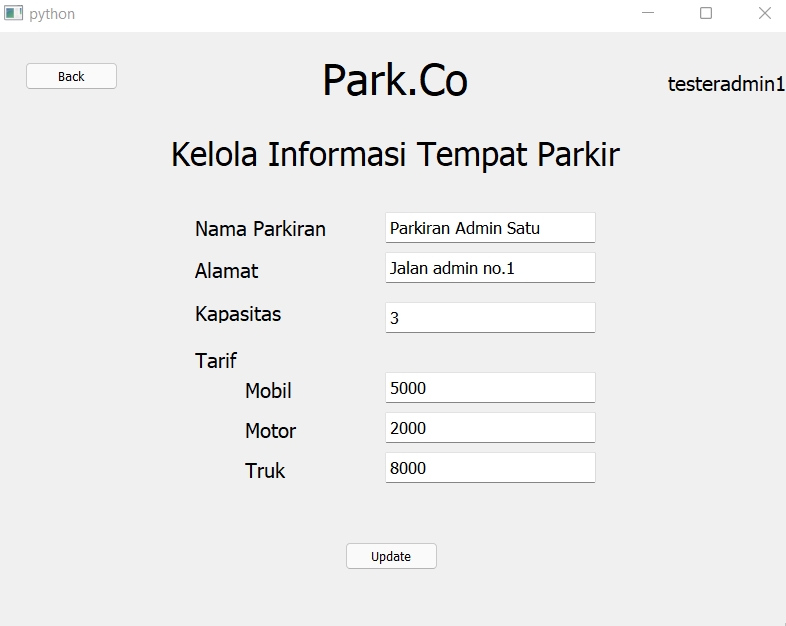 python
Back
Park.Co
testeradmin1
Kelola Informasi Tempat Parkir
Nama Parkiran Parkiran Admin Satu
Alamat Jalan admin no.1
Kapasitas 3
Tarif
Mobil 5000
Motor 2000
Truk 8000
Update